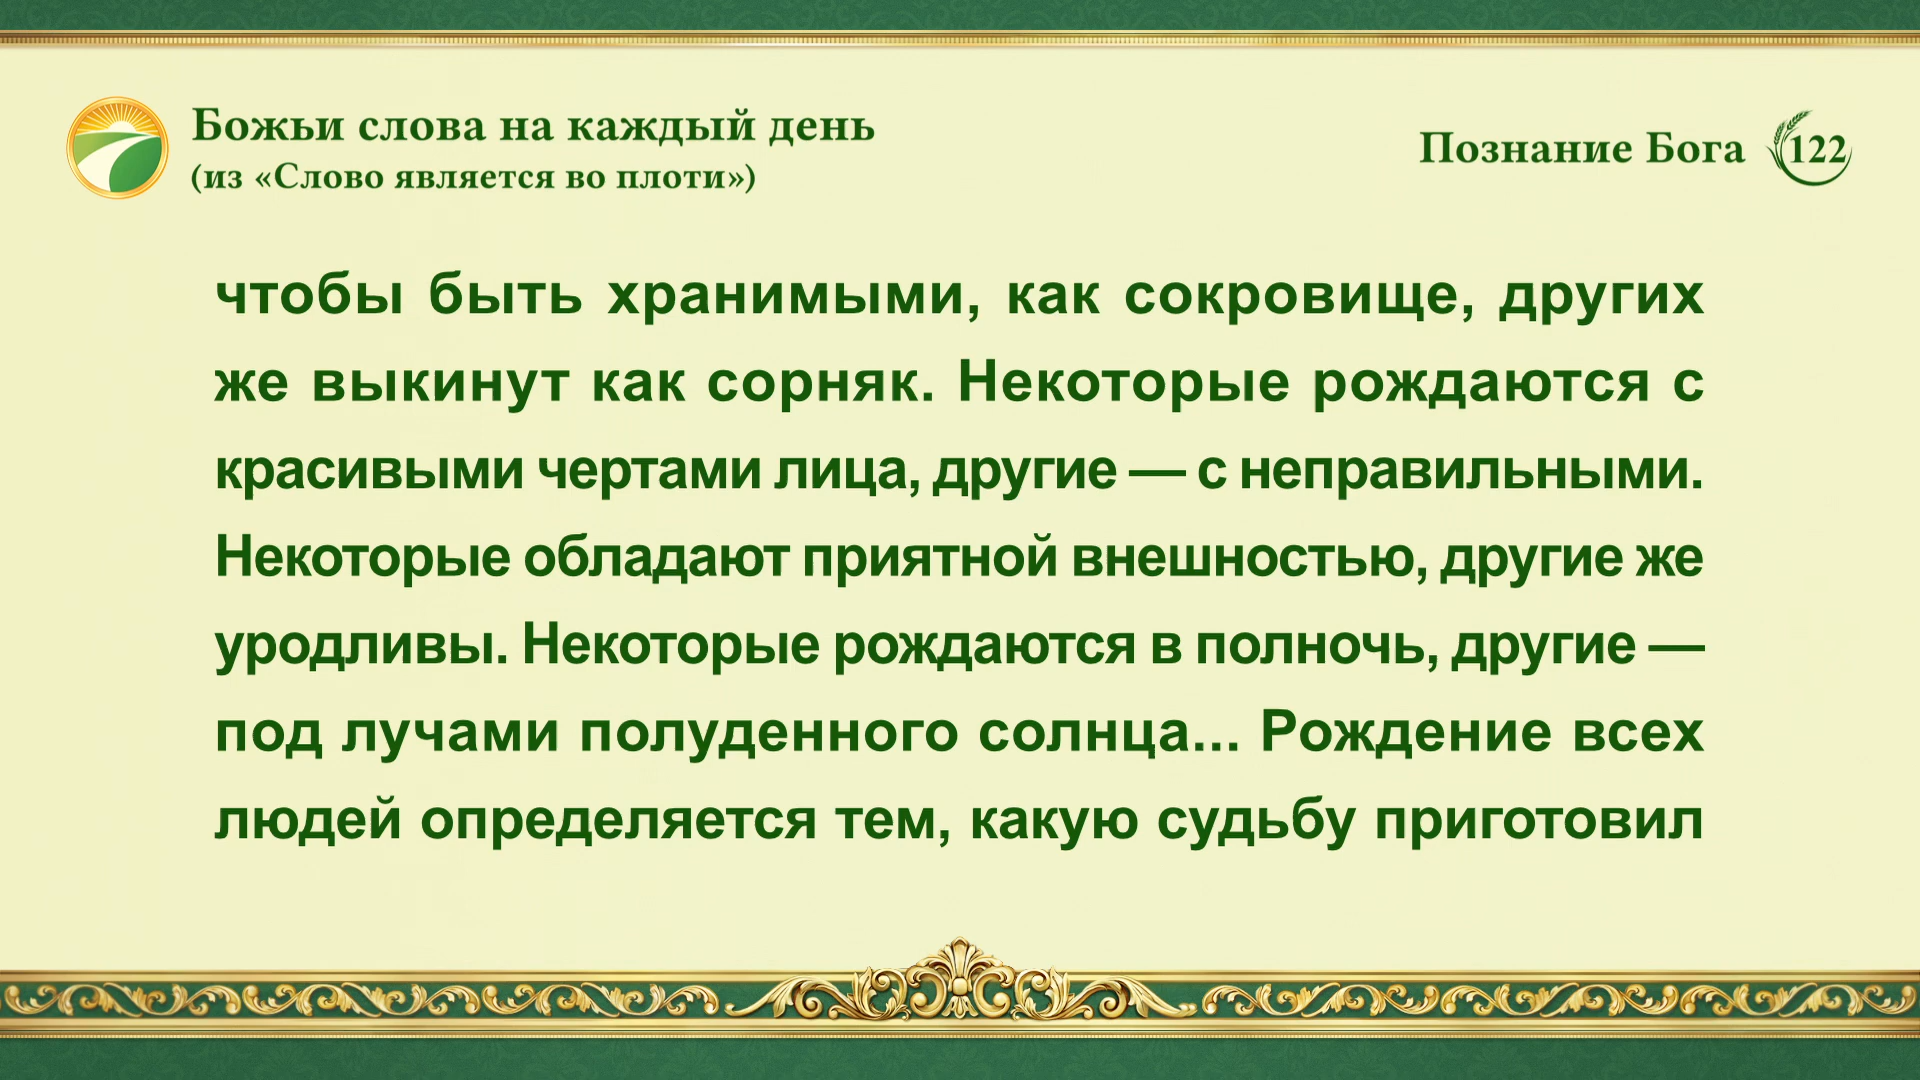 Божьи слова на каждый день
(из «Слово является во плоти»)
Познание Бога 122
чтобы быть хранимыми, как сокровище, других
же выкинут как сорняк. Некоторые рождаются с
красивыми чертами лица, другие — с неправильными.
Некоторые обладают приятной внешностью, другие же
уродливы. Некоторые рождаются в полночь, другие —
под лучами полуденного солнца... Рождение всех
людей определяется тем, какую судьбу приготовил